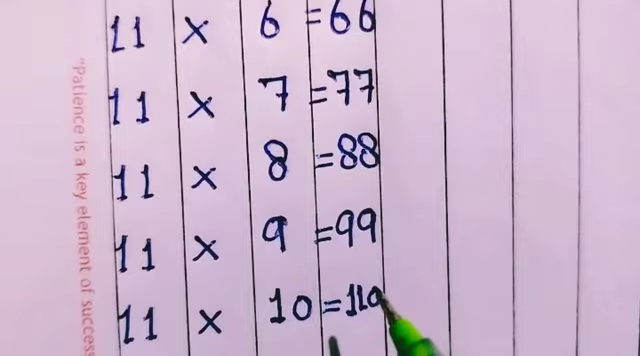 11 × 6 = 66
11 × 7 = 77
11 × 8 = 88
11 × 9 = 99
11 × 10 = 110
"Patience is a key element of success